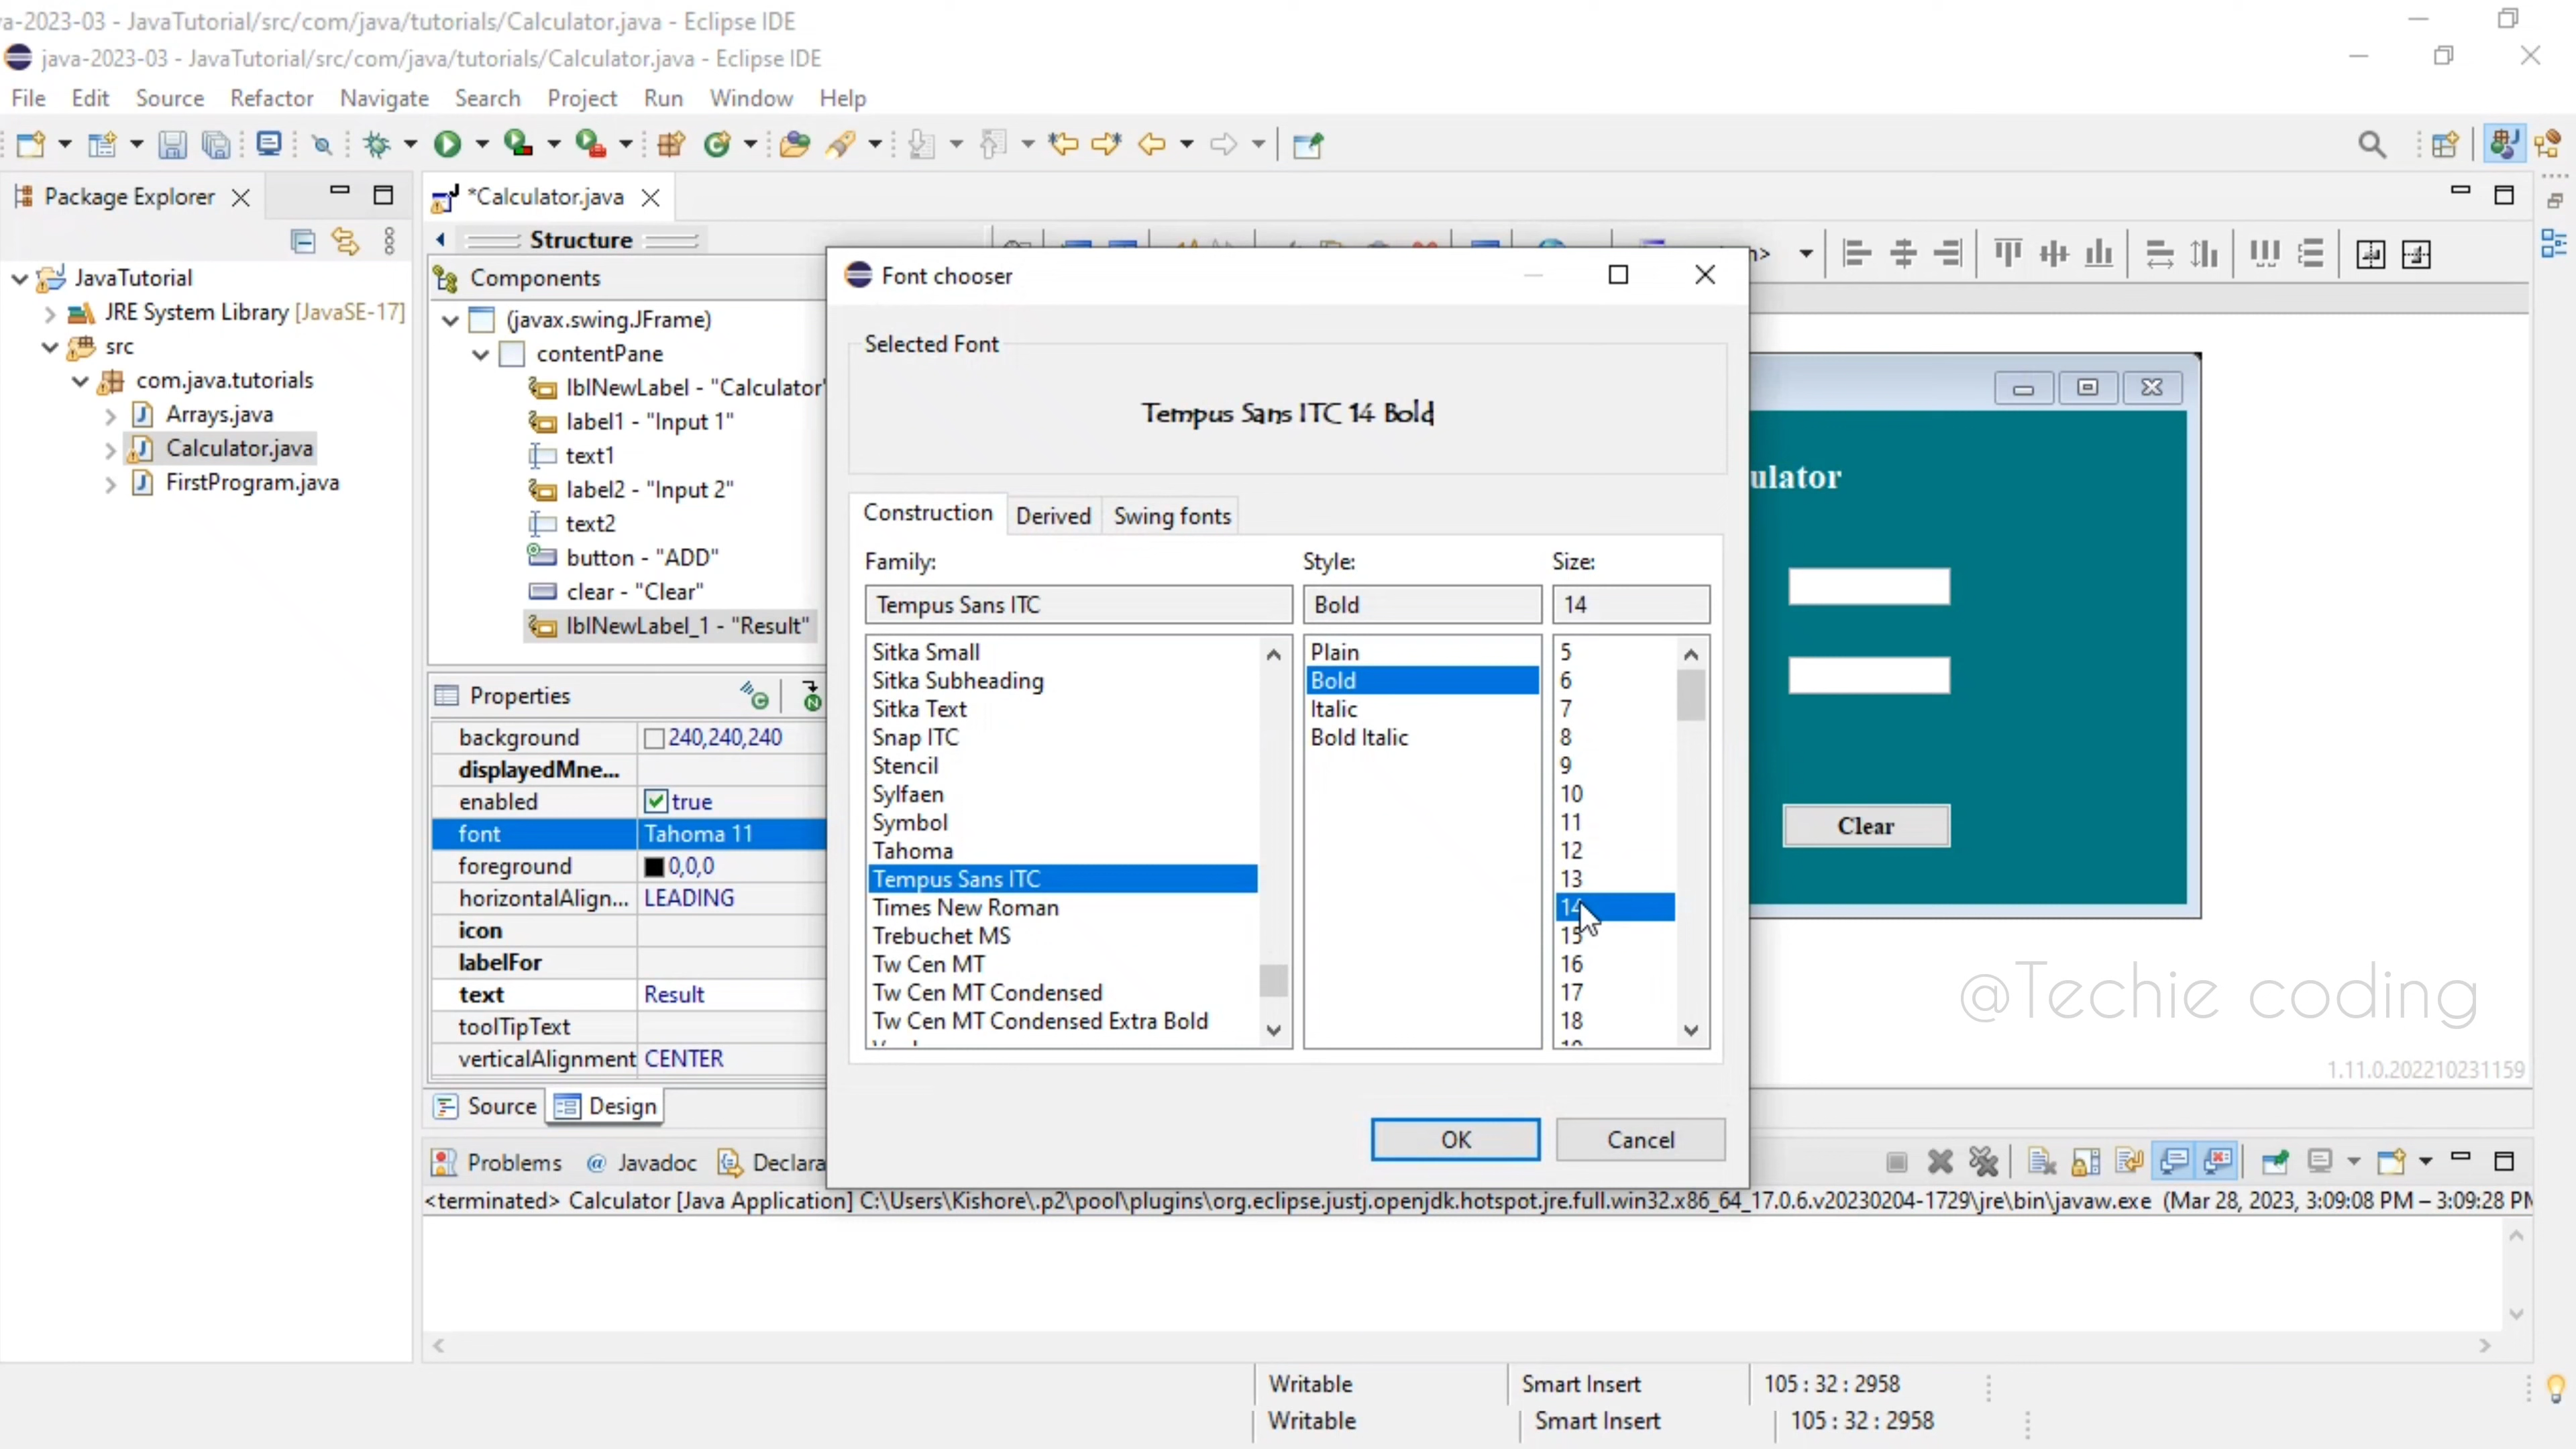 a-2023-03 - JavaTutorial/src/com/java/tutorials/Calculator.java - Eclipse IDE
java-2023-03 - JavaTutorial/src/com/java/tutorials/Calculator.java - Eclipse IDE
File Edit Source Refactor Navigate Search Project Run Window Help
Package Explorer
*Calculator.java
Structure
JavaTutorial
JRE System Library [JavaSE-17]
src
com.java.tutorials
Arrays.java
Calculator.java
FirstProgram.java
Components
(javax.swing.JFrame)
contentPane
lblNewLabel - "Calculator"
label1 - "Input 1"
text1
label2 - "Input 2"
text2
button - "ADD"
clear - "Clear"
lblNewLabel_1 - "Result"
Properties
background 240,240,240
displayedMne...
enabled true
font Tahoma 11
foreground 0,0,0
horizontalAlign... LEADING
icon
labelFor
text Result
toolTipText
verticalAlignment CENTER
Source Design
Font chooser
Selected Font
Tempus Sans ITC 14 Bold
Construction Derived Swing fonts
Family: Style: Size:
Tempus Sans ITC Bold 14
Sitka Small
Sitka Subheading
Sitka Text
Snap ITC
Stencil
Sylfaen
Symbol
Tahoma
Tempus Sans ITC
Times New Roman
Trebuchet MS
Tw Cen MT
Tw Cen MT Condensed
Tw Cen MT Condensed Extra Bold
Plain
Bold
Italic
Bold Italic
5
6
7
8
9
10
11
12
13
14
15
16
17
18
OK Cancel
ulator
Clear
@Techie coding
1.11.0.202210231159
Problems Javadoc Declara
<terminated> Calculator [Java Application] C:\Users\Kishore\.p2\pool\plugins\org.eclipse.justj.openjdk.hotspot.jre.full.win32.x86_64_17.0.6.v20230204-1729\jre\bin\javaw.exe (Mar 28, 2023, 3:09:08 PM – 3:09:28 PM
Writable Smart Insert 105 : 32 : 2958
Writable Smart Insert 105 : 32 : 2958